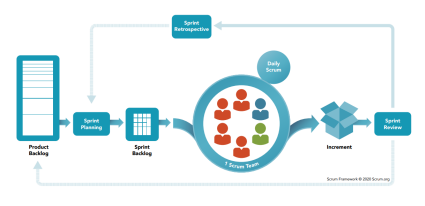 Sprint
Retrospective
Daily
Scrum
Sprint
Planning
Sprint
Review
Product
Backlog
Sprint
Backlog
1 Scrum Team
Increment
Scrum Framework © 2020 Scrum.org